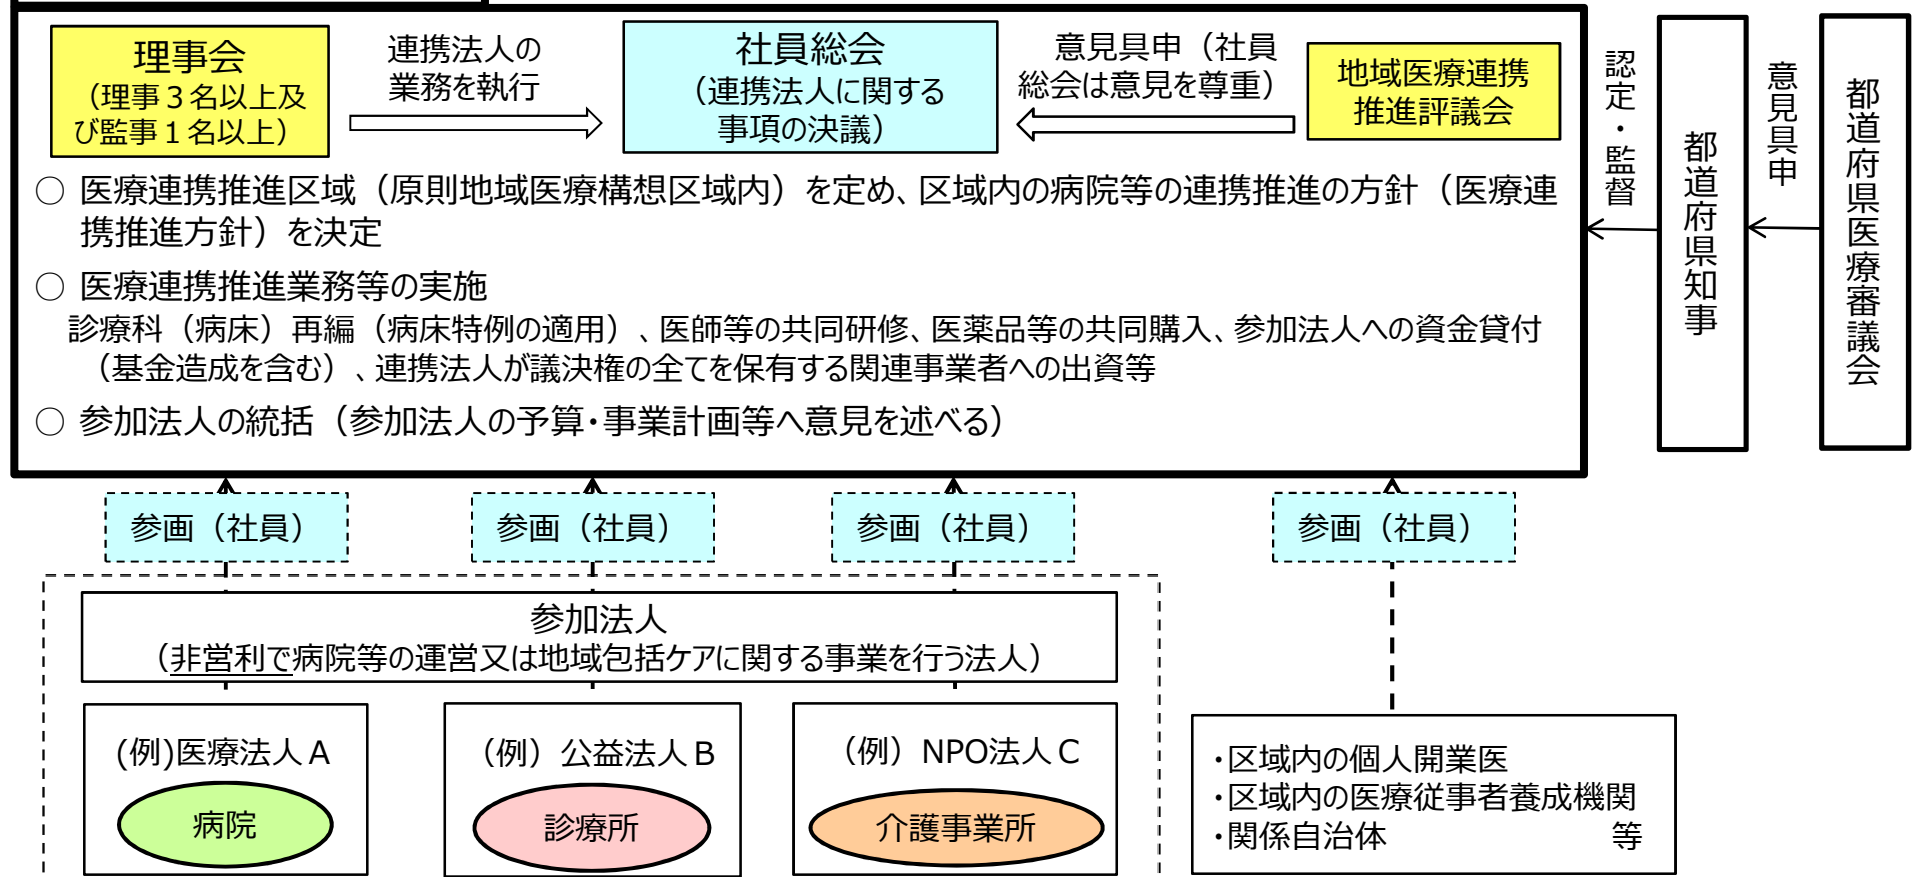 理事会
（理事３名以上及
び監事１名以上）
連携法人の
業務を執行
社員総会
（連携法人に関する
事項の決議）
意見具申（社員
総会は意見を尊重）
地域医療連携
推進評議会
認定・監督
都道府県知事
意見具申
都道府県医療審議会
○ 医療連携推進区域（原則地域医療構想区域内）を定め、区域内の病院等の連携推進の方針（医療連
携推進方針）を決定
○ 医療連携推進業務等の実施
診療科（病床）再編（病床特例の適用）、医師等の共同研修、医薬品等の共同購入、参加法人への資金貸付
（基金造成を含む）、連携法人が議決権の全てを保有する関連事業者への出資等
○ 参加法人の統括（参加法人の予算・事業計画等へ意見を述べる）
参画（社員）
参画（社員）
参画（社員）
参画（社員）
参加法人
（非営利で病院等の運営又は地域包括ケアに関する事業を行う法人）
(例)医療法人Ａ
病院
（例）公益法人Ｂ
診療所
（例）NPO法人Ｃ
介護事業所
・区域内の個人開業医
・区域内の医療従事者養成機関
・関係自治体 等